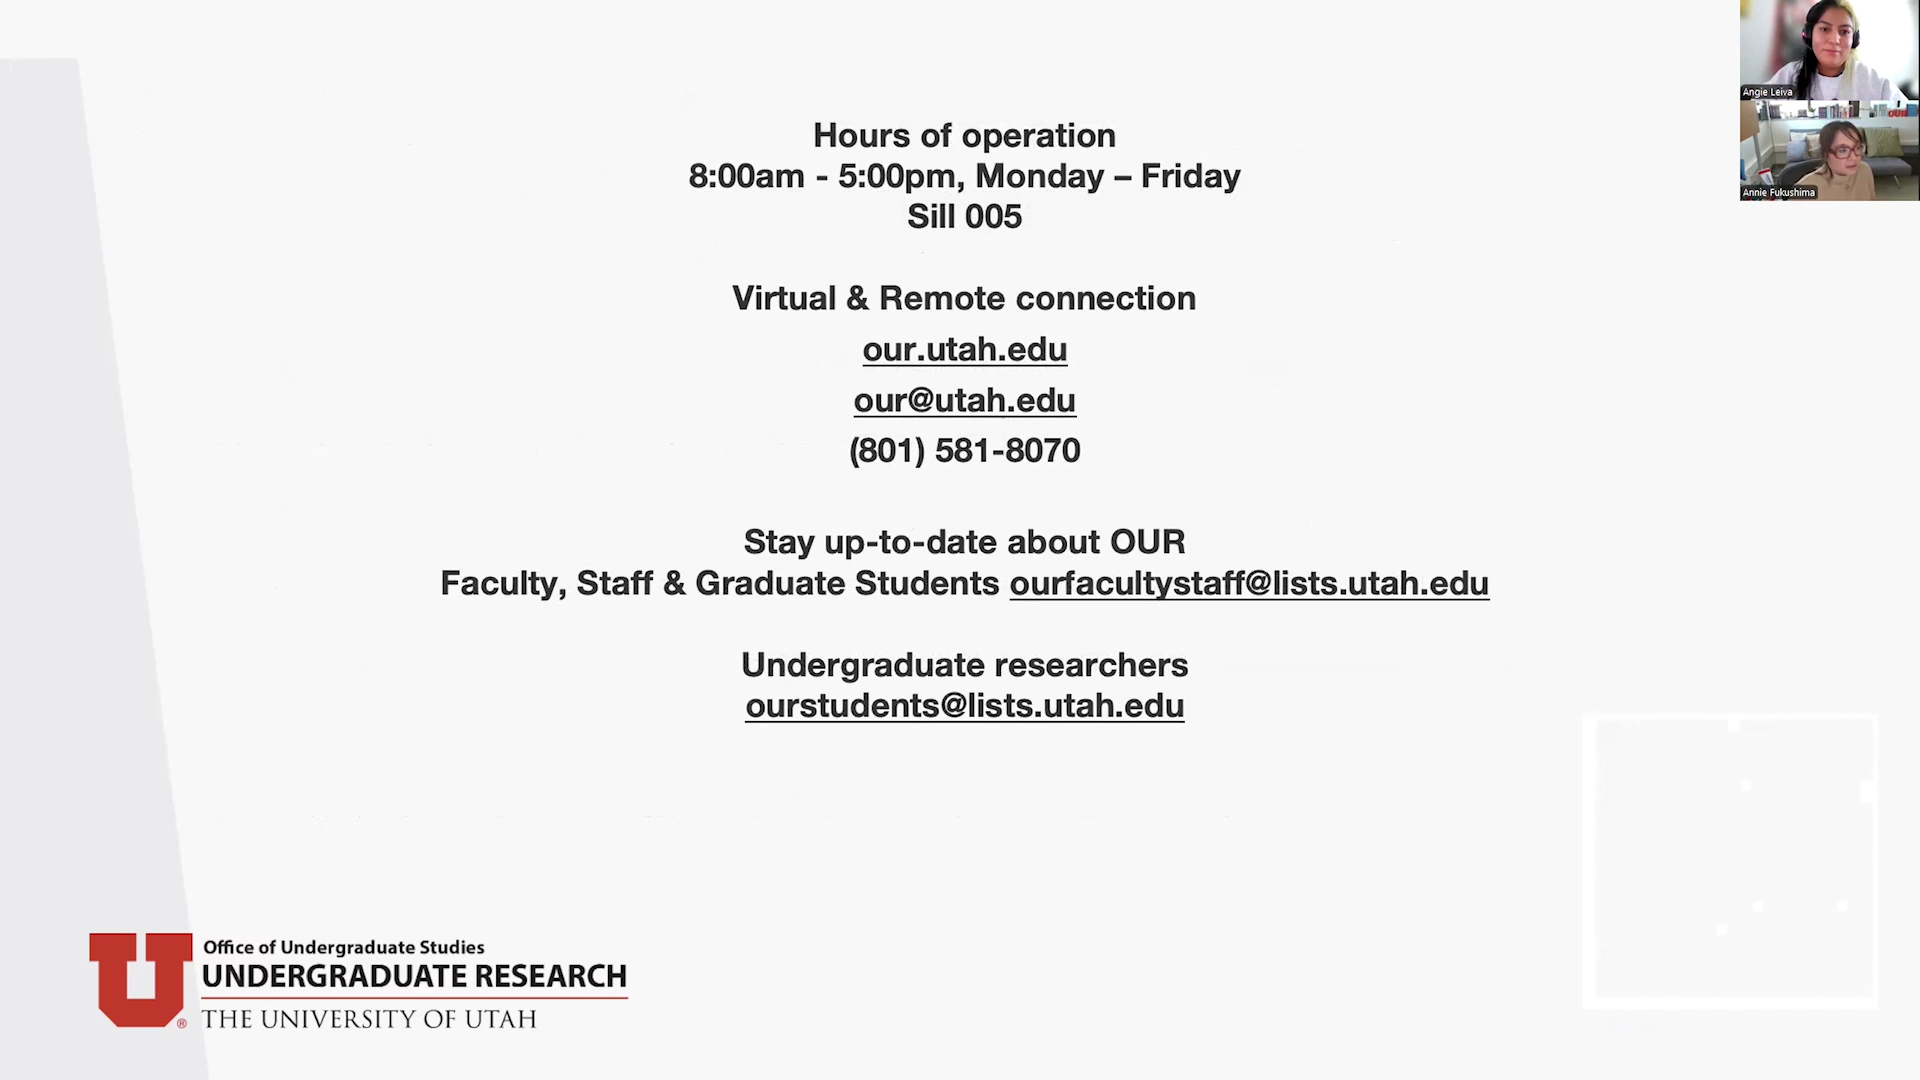 Hours of operation
8:00am - 5:00pm, Monday – Friday
Sill 005
Virtual & Remote connection
our.utah.edu
our@utah.edu
(801) 581-8070
Stay up-to-date about OUR
Faculty, Staff & Graduate Students ourfacultystaff@lists.utah.edu
Undergraduate researchers
ourstudents@lists.utah.edu
Angie Leiva
OUR
Annie Fukushima
U
Office of Undergraduate Studies
UNDERGRADUATE RESEARCH
® THE UNIVERSITY OF UTAH